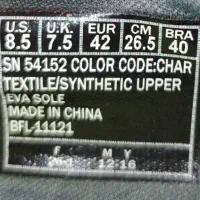 U.S. U.K. EUR CM BRA
8.5 7.5 42 26.5 40
SN 54152 COLOR CODE:CHAR
TEXTILE/SYNTHETIC UPPER
EVA SOLE
MADE IN CHINA
BFL-11121
F M Y
12-16